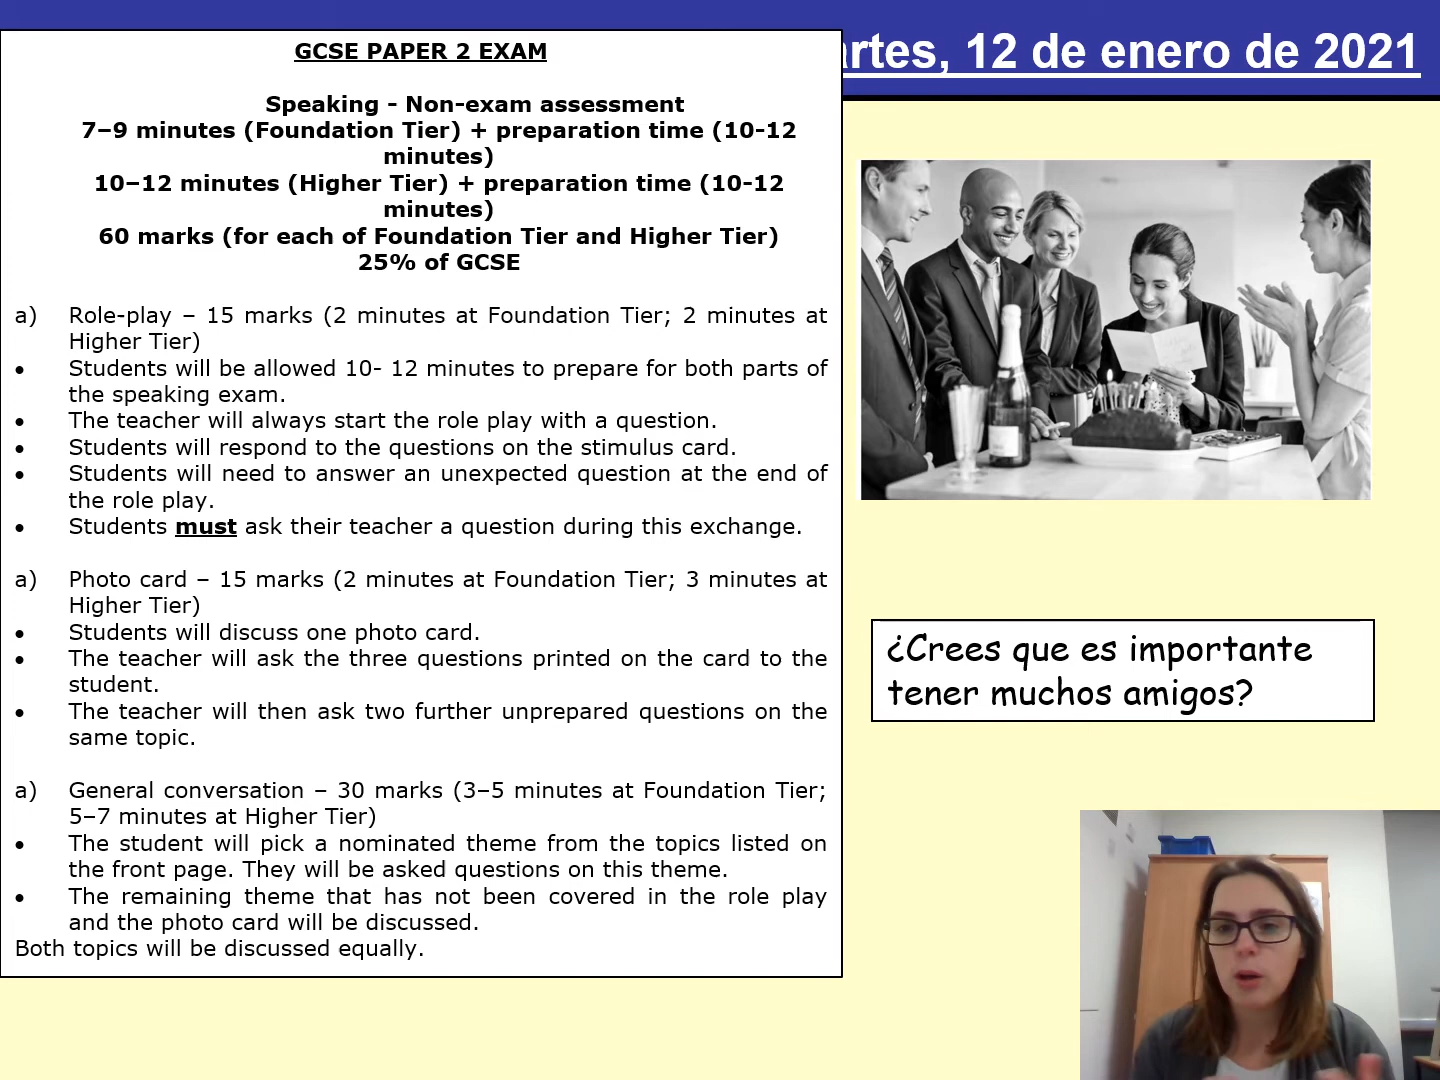 artes, 12 de enero de 2021
GCSE PAPER 2 EXAM
Speaking - Non-exam assessment
7–9 minutes (Foundation Tier) + preparation time (10-12
minutes)
10–12 minutes (Higher Tier) + preparation time (10-12
minutes)
60 marks (for each of Foundation Tier and Higher Tier)
25% of GCSE
a) Role-play – 15 marks (2 minutes at Foundation Tier; 2 minutes at
Higher Tier)
• Students will be allowed 10- 12 minutes to prepare for both parts of
the speaking exam.
• The teacher will always start the role play with a question.
• Students will respond to the questions on the stimulus card.
• Students will need to answer an unexpected question at the end of
the role play.
• Students must ask their teacher a question during this exchange.
a) Photo card – 15 marks (2 minutes at Foundation Tier; 3 minutes at
Higher Tier)
• Students will discuss one photo card.
• The teacher will ask the three questions printed on the card to the
student.
• The teacher will then ask two further unprepared questions on the
same topic.
a) General conversation – 30 marks (3–5 minutes at Foundation Tier;
5–7 minutes at Higher Tier)
• The student will pick a nominated theme from the topics listed on
the front page. They will be asked questions on this theme.
• The remaining theme that has not been covered in the role play
and the photo card will be discussed.
Both topics will be discussed equally.
¿Crees que es importante
tener muchos amigos?